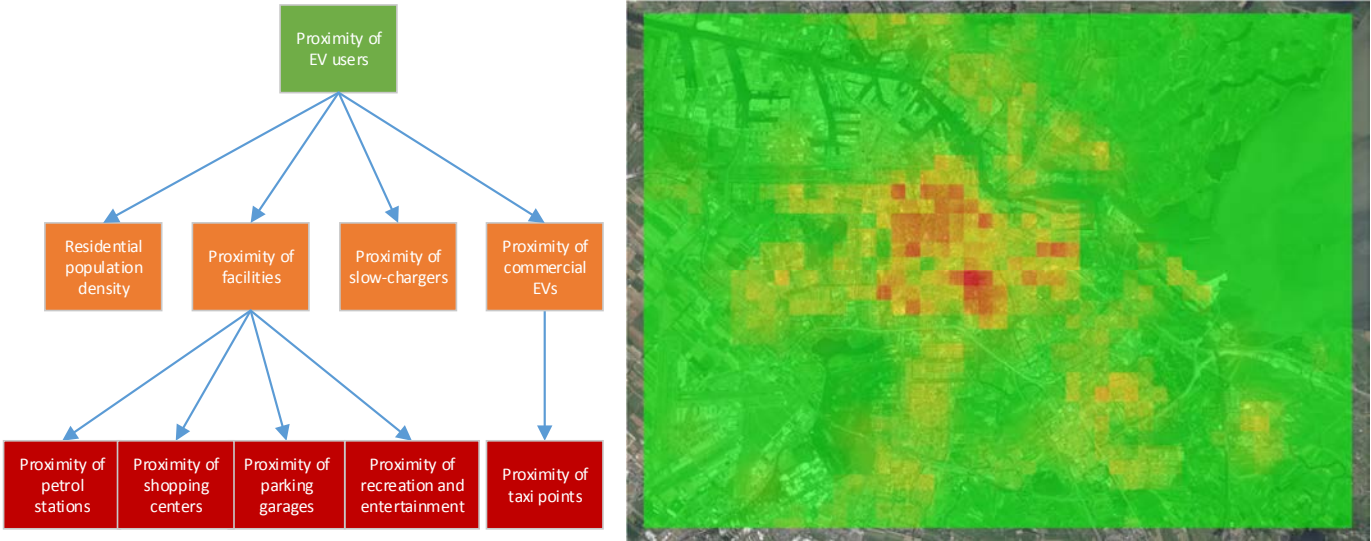 Proximity of
EV users
Residential
population
density
Proximity of
facilities
Proximity of
slow-chargers
Proximity of
commercial
EVs
Proximity of
petrol
stations
Proximity of
shopping
centers
Proximity of
parking
garages
Proximity of
recreation and
entertainment
Proximity of
taxi points